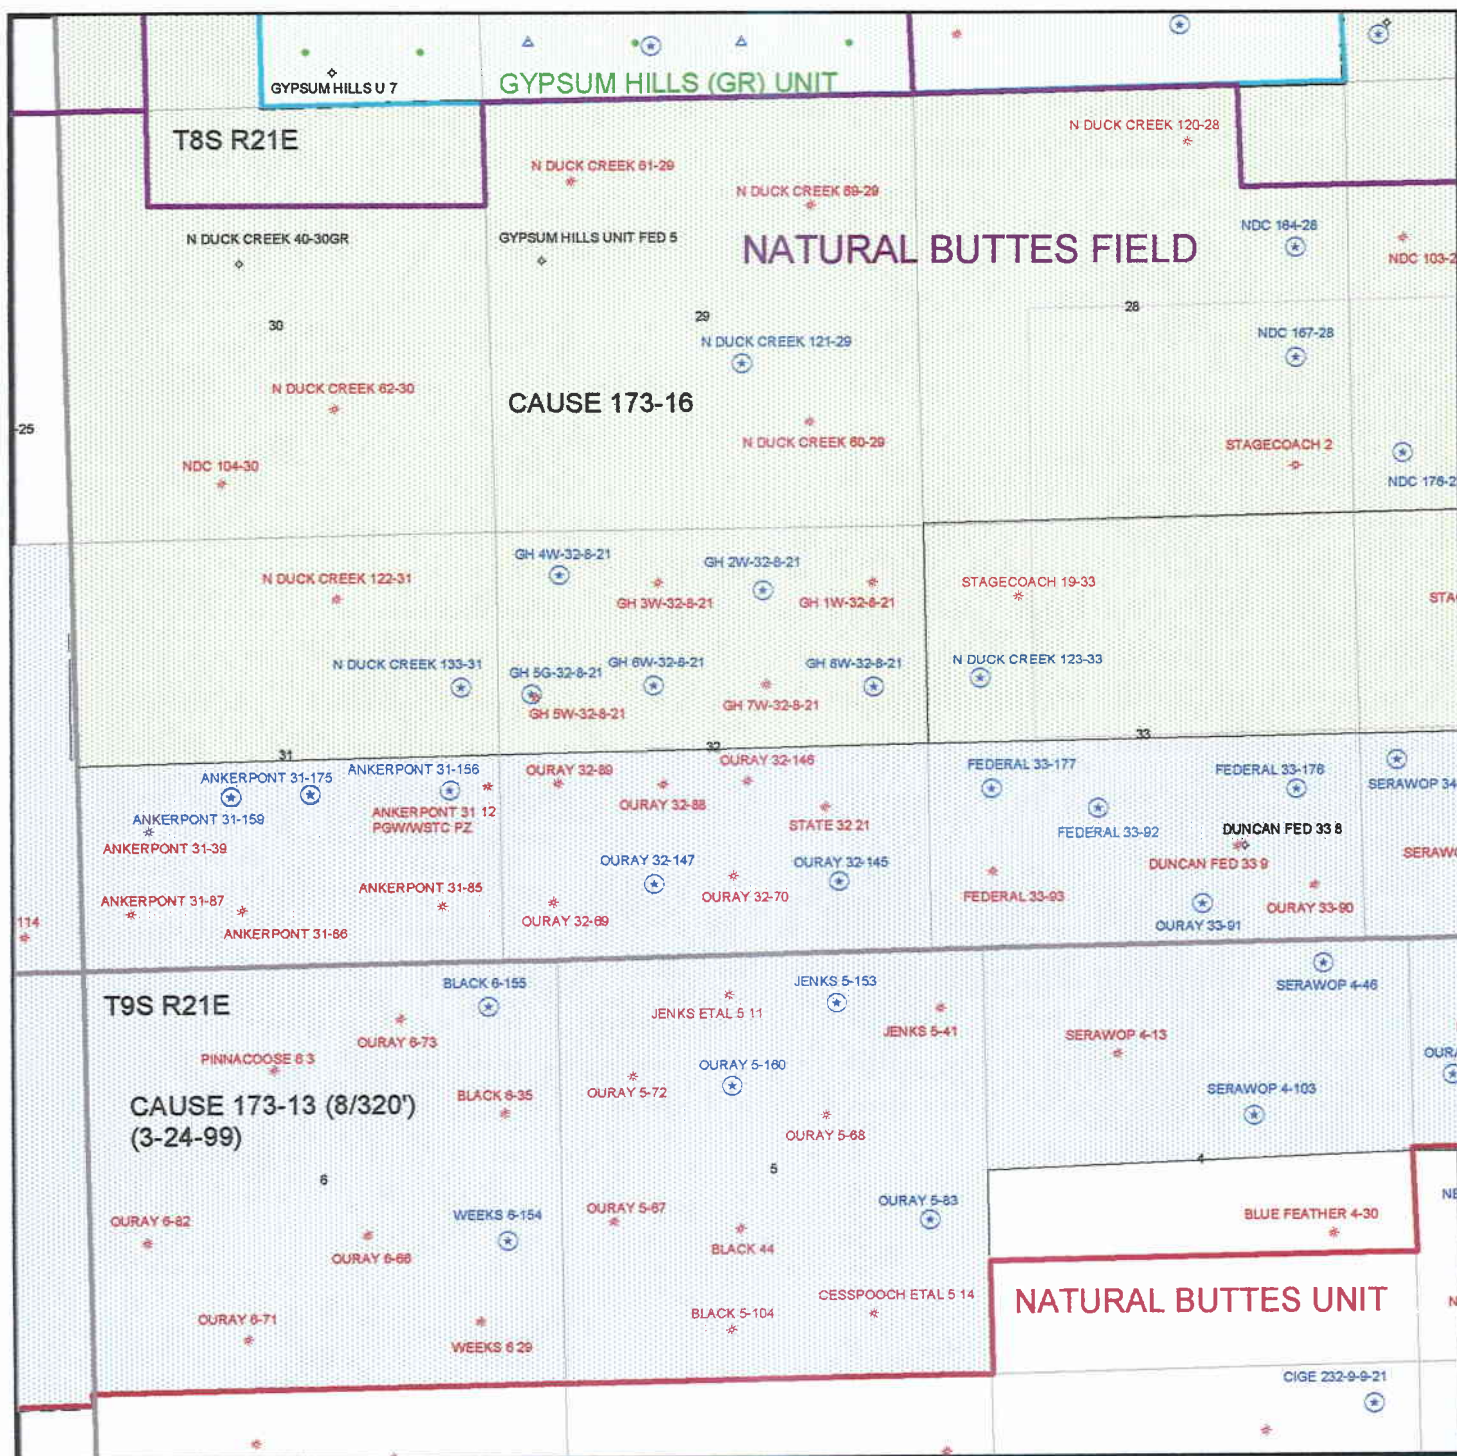 GYPSUM HILLS U 7
GYPSUM HILLS (GR) UNIT
T8S R21E
N DUCK CREEK 120-28
N DUCK CREEK 61-29
N DUCK CREEK 69-29
N DUCK CREEK 40-30GR
GYPSUM HILLS UNIT FED 5
NATURAL BUTTES FIELD
NDC 164-28
NDC 103-2
30
29
28
N DUCK CREEK 121-29
NDC 167-28
N DUCK CREEK 62-30
CAUSE 173-16
-25
N DUCK CREEK 60-29
STAGECOACH 2
NDC 104-30
NDC 176-2
GH 4W-32-8-21
GH 2W-32-8-21
N DUCK CREEK 122-31
STAGECOACH 19-33
GH 3W-32-8-21
GH 1W-32-8-21
STA
N DUCK CREEK 133-31
GH 5G-32-8-21
GH 6W-32-8-21
GH 8W-32-8-21
N DUCK CREEK 123-33
GH 5W-32-8-21
GH 7W-32-8-21
31
32
33
ANKERPONT 31-175
ANKERPONT 31-156
OURAY 32-89
OURAY 32-146
FEDERAL 33-177
FEDERAL 33-176
SERAWOP 34
ANKERPONT 31-159
ANKERPONT 31 12
PGW/WSTC PZ
OURAY 32-88
STATE 32 21
FEDERAL 33-92
DUNCAN FED 33 8
ANKERPONT 31-39
OURAY 32-147
OURAY 32-145
DUNCAN FED 33 9
SERAWO
ANKERPONT 31-87
ANKERPONT 31-85
OURAY 32-70
FEDERAL 33-93
OURAY 33-90
114
ANKERPONT 31-86
OURAY 32-69
OURAY 33-91
T9S R21E
BLACK 6-155
JENKS 5-153
SERAWOP 4-46
JENKS ETAL 5 11
JENKS 5-41
OURAY 6-73
SERAWOP 4-13
PINNACOOSE 6 3
OURAY 5-160
OURA
CAUSE 173-13 (8/320')
(3-24-99)
BLACK 6-35
OURAY 5-72
SERAWOP 4-103
OURAY 5-68
6
5
4
OURAY 6-82
WEEKS 6-154
OURAY 5-67
OURAY 5-83
BLUE FEATHER 4-30
NE
OURAY 6-66
BLACK 44
CESSPOOCH ETAL 5 14
NATURAL BUTTES UNIT
N
OURAY 6-71
BLACK 5-104
WEEKS 6 29
CIGE 232-9-9-21